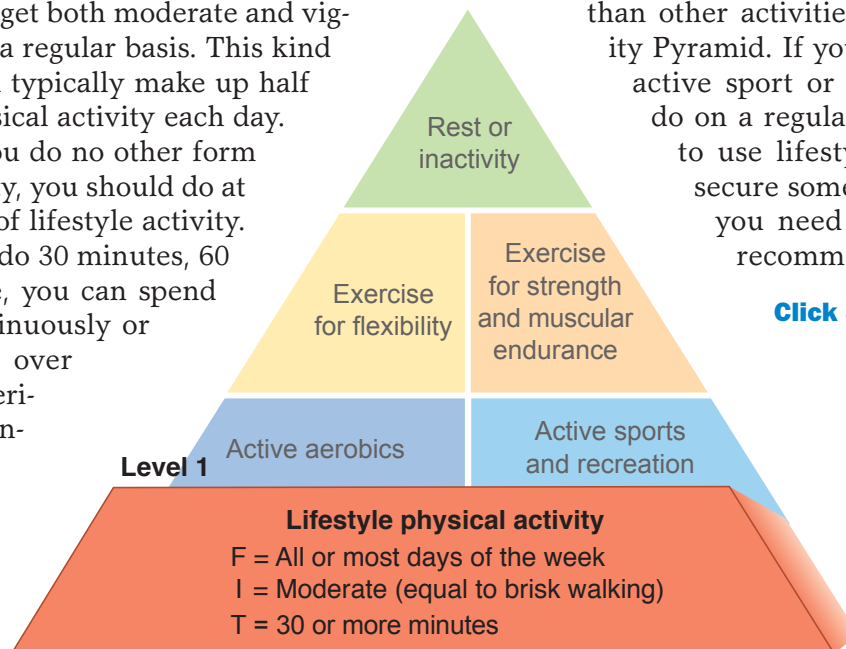 get both moderate and vig-
a regular basis. This kind
typically make up half
sical activity each day.
ou do no other form
ty, you should do at
of lifestyle activity.
do 30 minutes, 60
e, you can spend
tinuously or
over
eri-
n-
than other activitie
ity Pyramid. If you
active sport or
do on a regula
to use lifesty
secure some
you need
recomm
Click
Rest or
inactivity
Exercise
for flexibility
Exercise
for strength
and muscular
endurance
Active aerobics
Active sports
and recreation
Level 1
Lifestyle physical activity
F = All or most days of the week
I = Moderate (equal to brisk walking)
T = 30 or more minutes